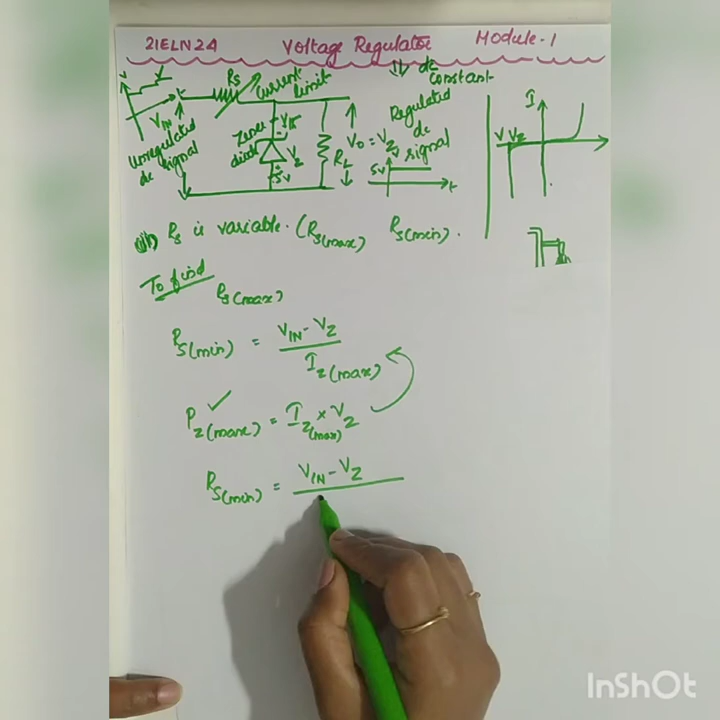 21ELN24 Voltage Regulator Module-1
⇓ dc constant
Rs Current limit
V
t
VIN
unregulated dc signal
Zener diode
Vz
5V
RL
Vo = Vz
Regulated dc signal
5V
t
I
V Vz
Rs is variable. (Rs(max) Rs(min).
To find
Rs(max)
RS(min) = VIN - VZ / Iz(max)
Pz(max) ✓ = Iz(max) × Vz
RS(min) = VIN - VZ
InShOt